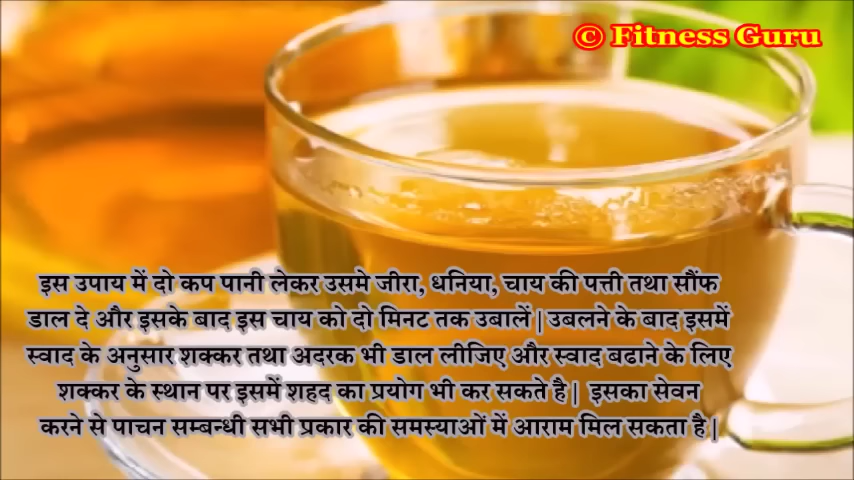 © Fitness Guru
इस उपाय में दो कप पानी लेकर उसमे जीरा, धनिया, चाय की पत्ती तथा सौंफ
डाल दे और इसके बाद इस चाय को दो मिनट तक उबालें | उबलने के बाद इसमें
स्वाद के अनुसार शक्कर तथा अदरक भी डाल लीजिए और स्वाद बढाने के लिए
शक्कर के स्थान पर इसमें शहद का प्रयोग भी कर सकते है | इसका सेवन
करने से पाचन सम्बन्धी सभी प्रकार की समस्याओं में आराम मिल सकता है |